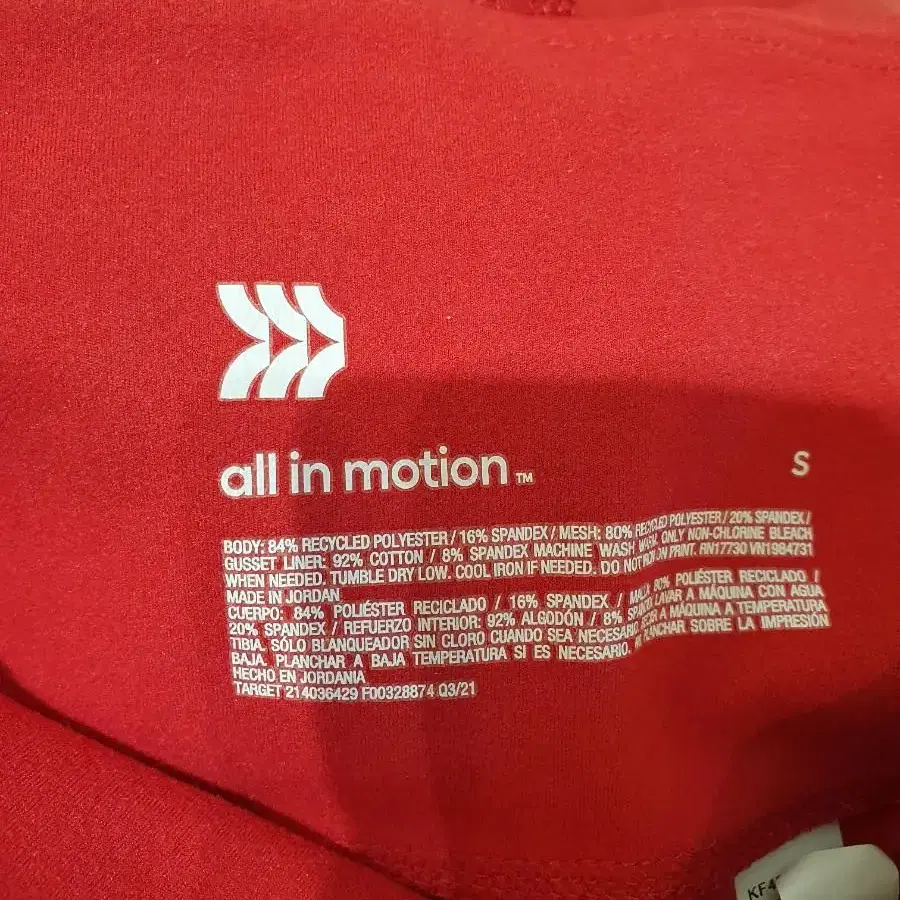 all in motion™
S
BODY: 84% RECYCLED POLYESTER / 16% SPANDEX / MESH: 80% RECYCLED POLYESTER / 20% SPANDEX /
GUSSET LINER: 92% COTTON / 8% SPANDEX MACHINE WASH WARM. ONLY NON-CHLORINE BLEACH
WHEN NEEDED. TUMBLE DRY LOW. COOL IRON IF NEEDED. DO NOT IRON ON PRINT. RN17730 VN1984731
MADE IN JORDAN
CUERPO: 84% POLIÉSTER RECICLADO / 16% SPANDEX / MALLA 80% POLIÉSTER RECICLADO /
20% SPANDEX / REFUERZO INTERIOR: 92% ALGODÓN / 8% SPANDEX LAVAR A MÁQUINA CON AGUA
TIBIA. SÓLO BLANQUEADOR SIN CLORO CUANDO SEA NECESARIO. SECAR A MÁQUINA A TEMPERATURA
BAJA. PLANCHAR A BAJA TEMPERATURA SI ES NECESARIO. NO PLANCHAR SOBRE LA IMPRESIÓN
HECHO EN JORDANIA
TARGET 214036429 F00328874 Q3/21